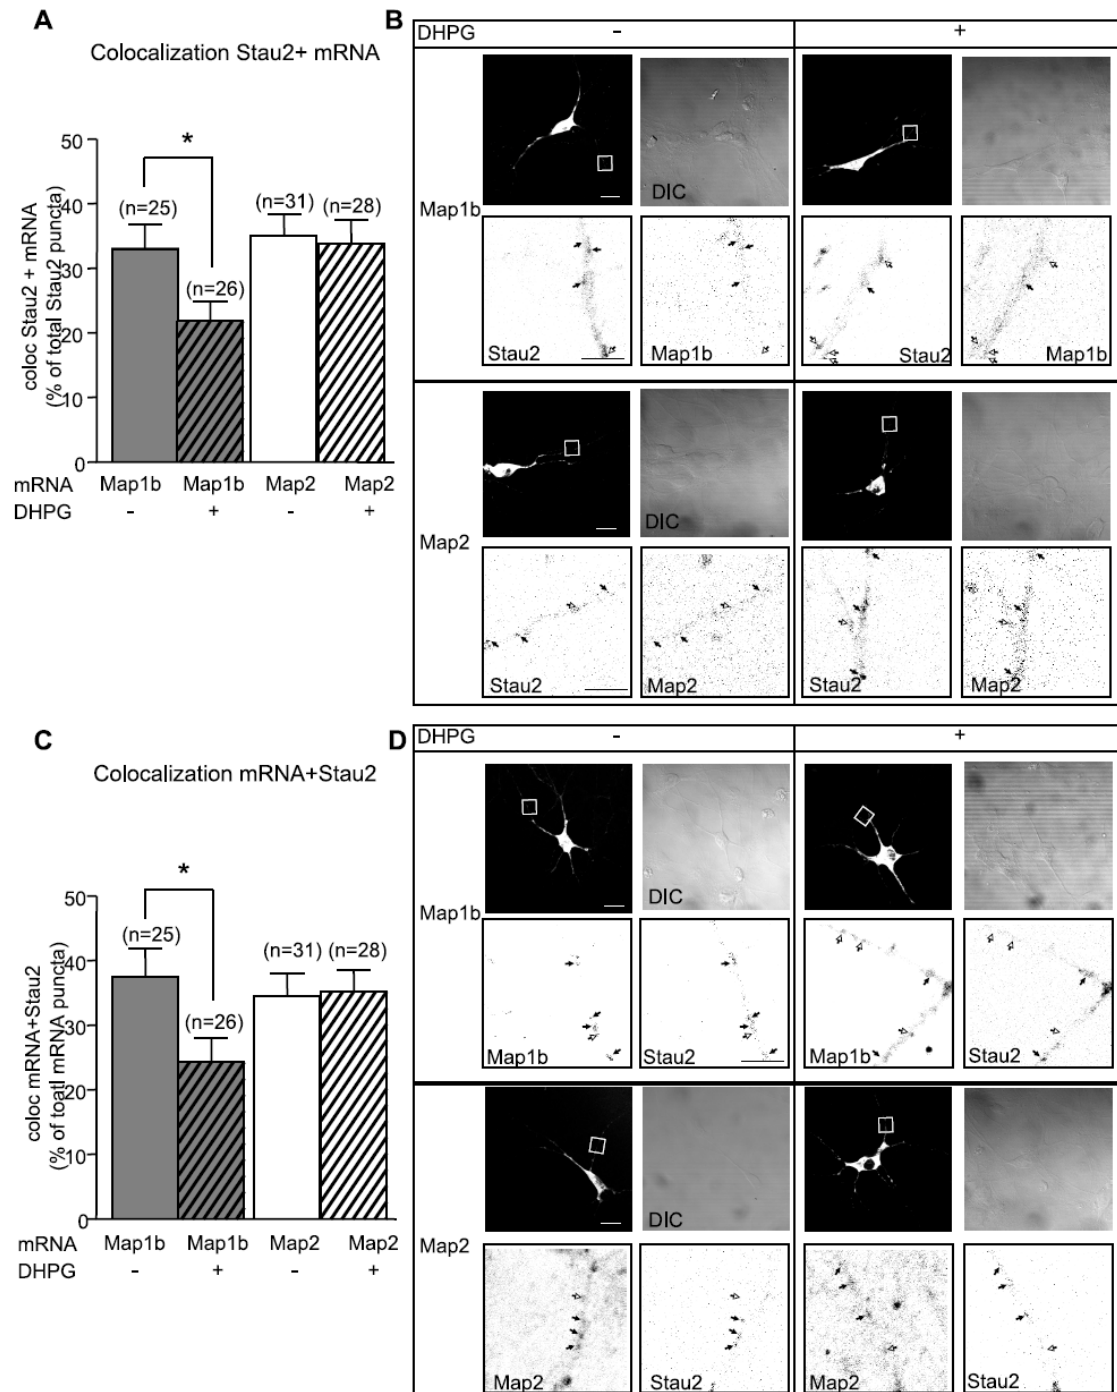 A
Colocalization Stau2+ mRNA
coloc Stau2 + mRNA
(% of total Stau2 puncta)
50
40
30
20
10
0
*
(n=25)
(n=26)
(n=31)
(n=28)
mRNA Map1b Map1b Map2 Map2
DHPG - + - +
B
DHPG - +
Map1b
DIC
Stau2
Map1b
Stau2
Map1b
Map2
DIC
Stau2
Map2
Stau2
Map2
C
Colocalization mRNA+Stau2
coloc mRNA+Stau2
(% of toatl mRNA puncta)
50
40
30
20
10
0
*
(n=25)
(n=26)
(n=31)
(n=28)
mRNA Map1b Map1b Map2 Map2
DHPG - + - +
D
DHPG - +
Map1b
DIC
Map1b
Stau2
Map1b
Stau2
Map2
DIC
Map2
Stau2
Map2
Stau2